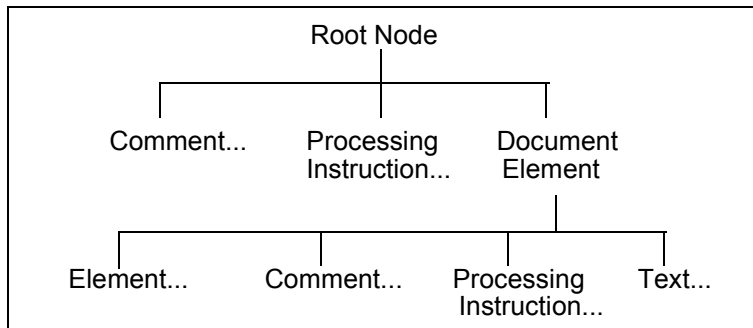 Root Node
Comment...
Processing
Instruction...
Document
Element
Element...
Comment...
Processing
Instruction...
Text...